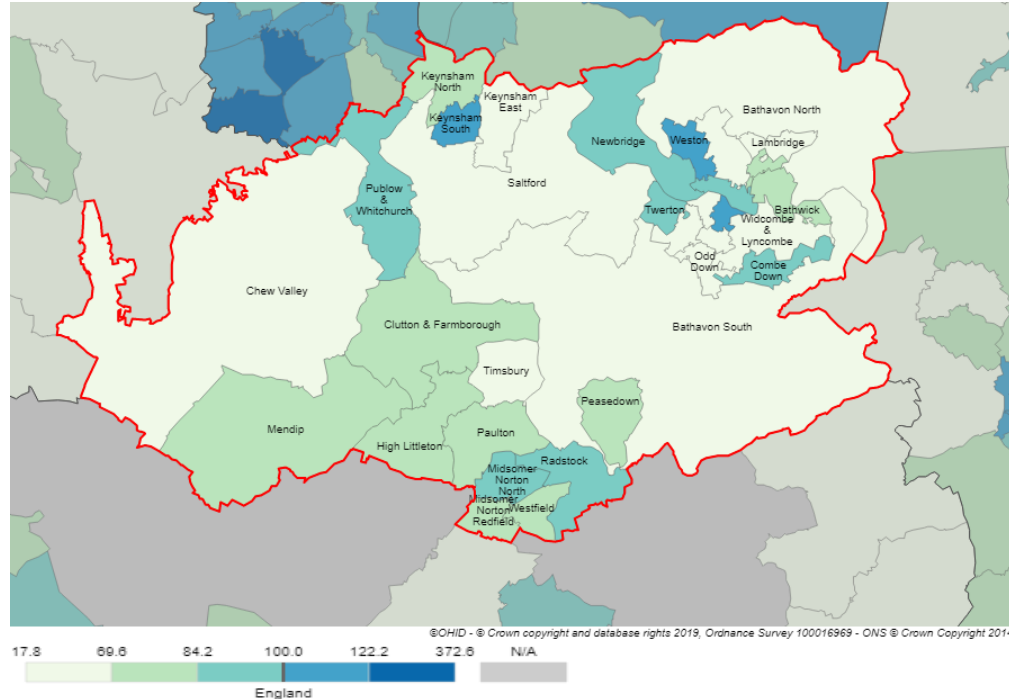 Keynsham
North
Keynsham
East
Keynsham
South
Bathavon North
Newbridge
Weston
Lambridge
Saltford
Publow
&
Whitchurch
Twerton
Bathwick
Widcombe
&
Lyncombe
Odd
Down
Combe
Down
Chew Valley
Clutton & Farmborough
Bathavon South
Timsbury
Peasedown
Mendip
Paulton
High Littleton
Radstock
Midsomer
Norton
North
Midsomer
Norton
Redfield
Westfield
©OHID - © Crown copyright and database rights 2019, Ordnance Survey 100016969 - ONS © Crown Copyright 2014
17.8 69.6 84.2 100.0 122.2 372.6 N/A
England